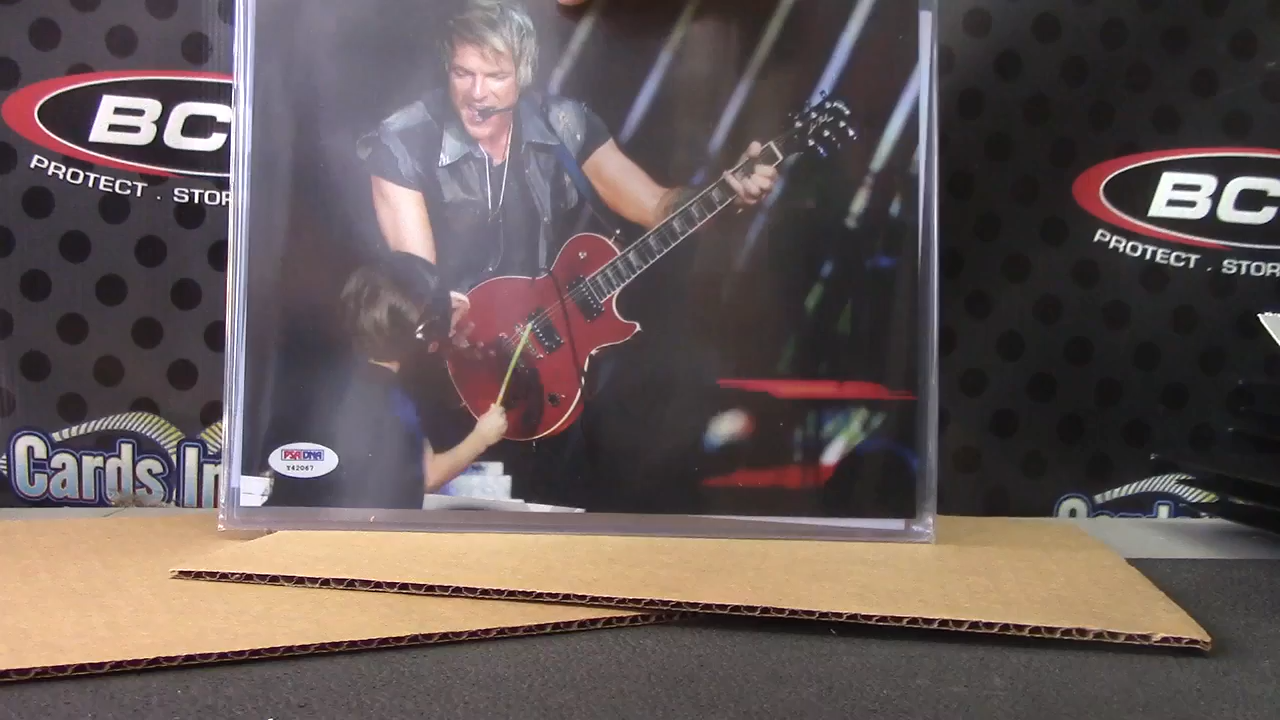 BC
PROTECT . STOR
PSA DNA
Y42067
Cards In
BC
PROTECT . STOR